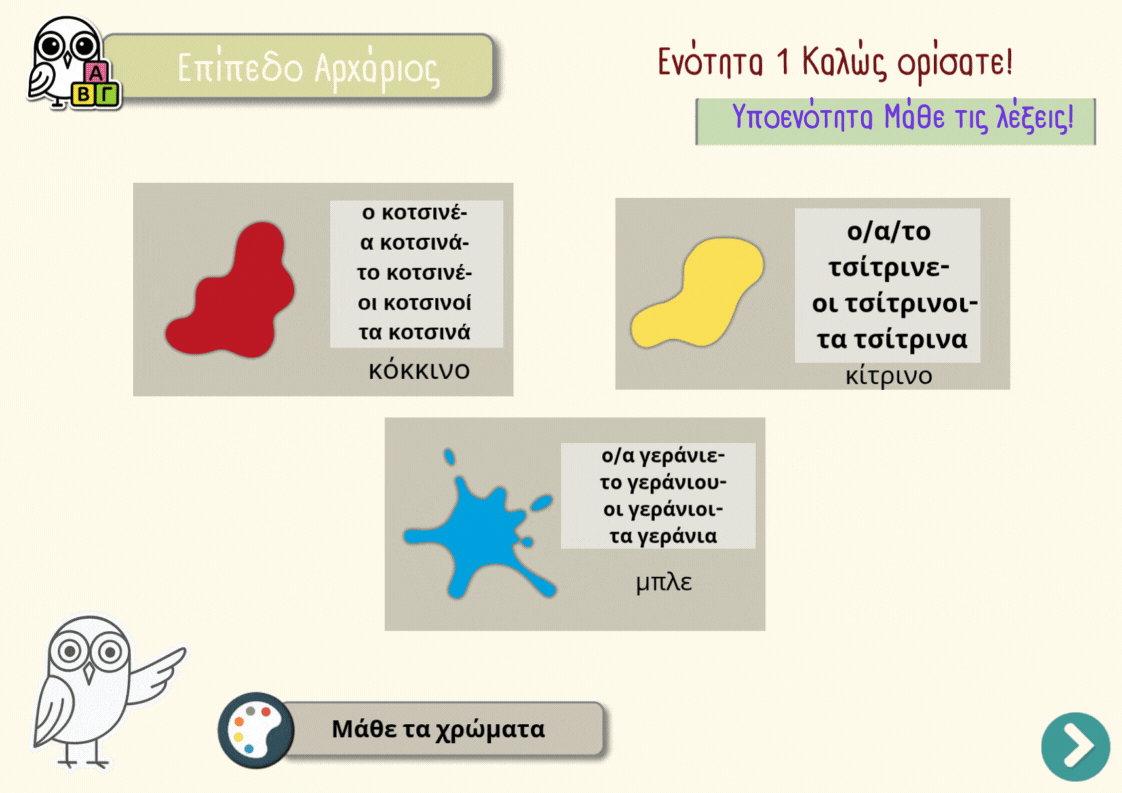 Επίπεδο Αρχάριος
Α
Β Γ
Ενότητα 1 Καλώς ορίσατε!
Υποενότητα Μάθε τις λέξεις!
ο κοτσινέ-
α κοτσινά-
το κοτσινέ-
οι κοτσινοί
τα κοτσινά
κόκκινο
ο/α/το
τσίτρινε-
οι τσίτρινοι-
τα τσίτρινα
κίτρινο
ο/α γεράνιε-
το γεράνιου-
οι γεράνιοι-
τα γεράνια
μπλε
Μάθε τα χρώματα